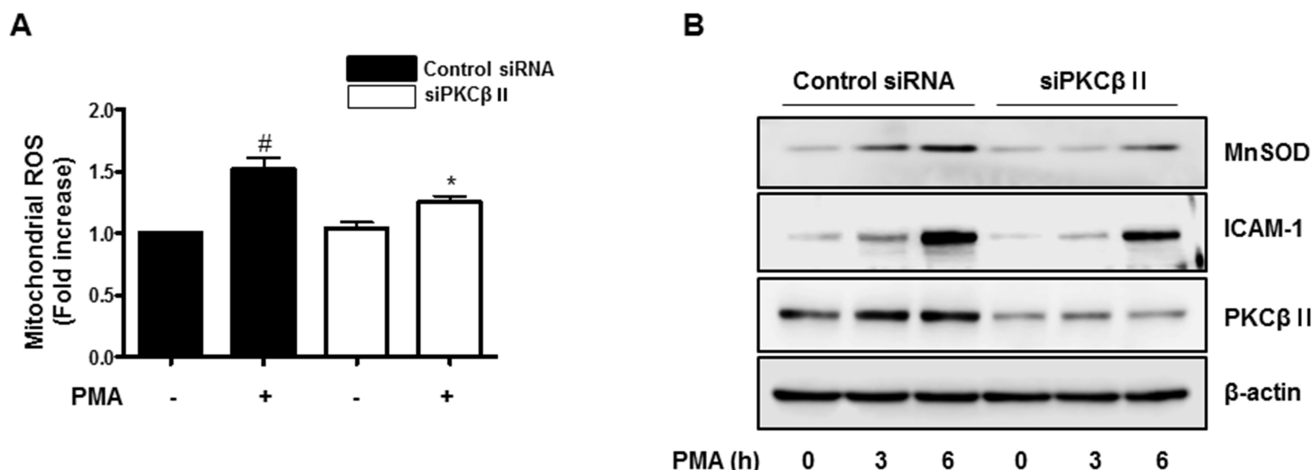 A
Control siRNA
siPKCβ II
Mitochondrial ROS
(Fold increase)
2.0
1.5
1.0
0.5
0.0
#
*
PMA - + - +
B
Control siRNA siPKCβ II
MnSOD
ICAM-1
PKCβ II
β-actin
PMA (h) 0 3 6 0 3 6